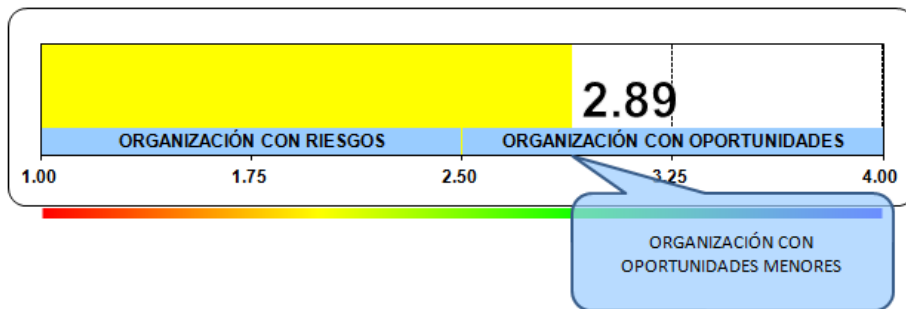 2.89
ORGANIZACIÓN CON RIESGOS
ORGANIZACIÓN CON OPORTUNIDADES
1.00 1.75 2.50 3.25 4.00
ORGANIZACIÓN CON
OPORTUNIDADES MENORES